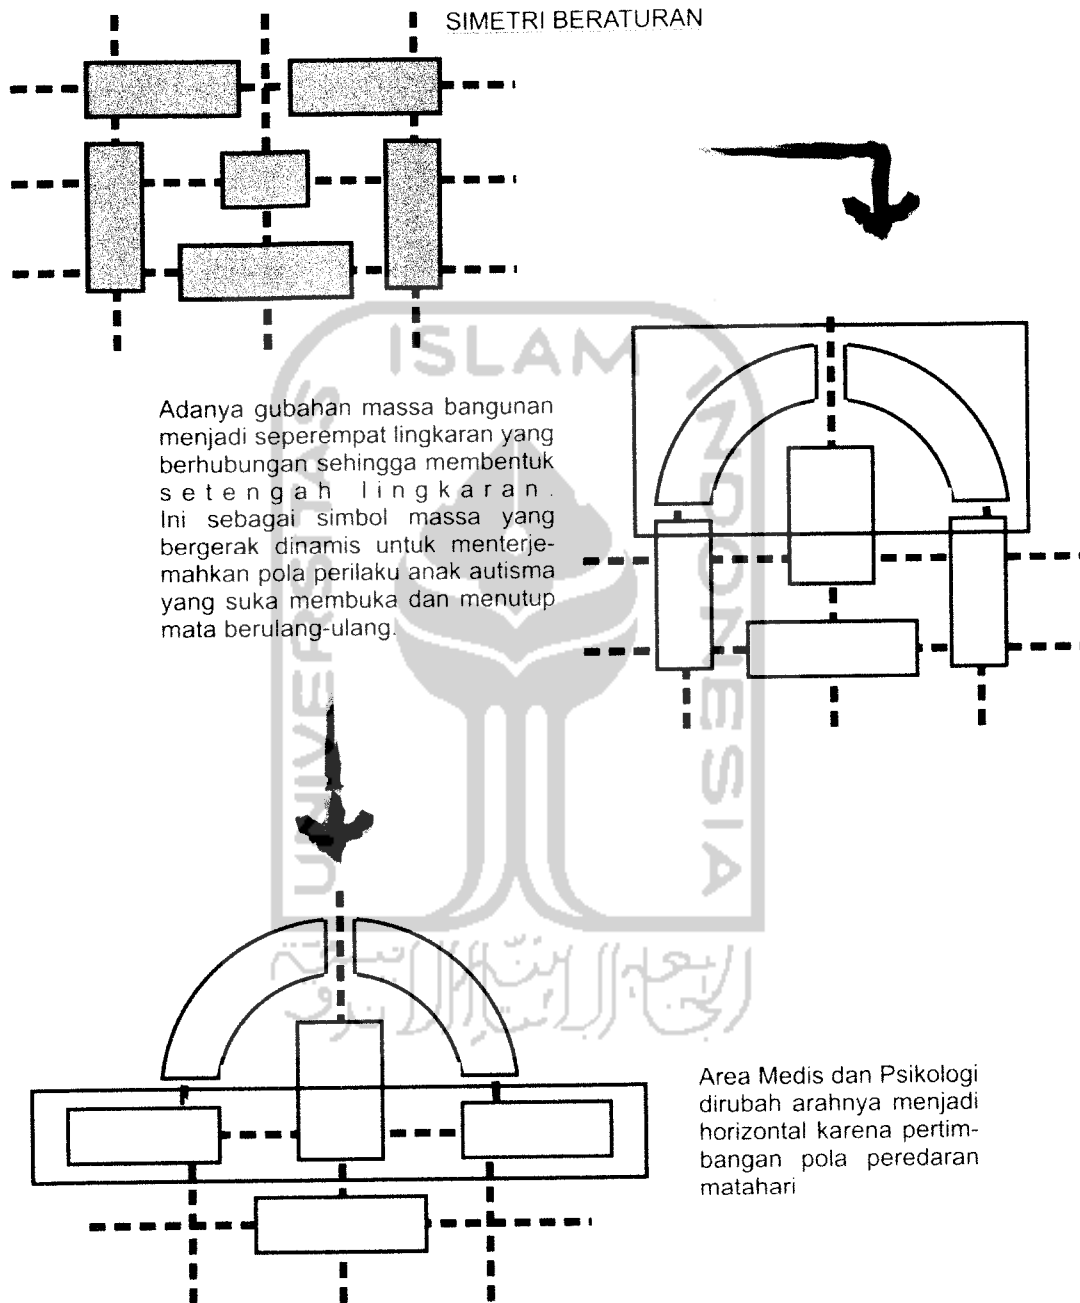 SIMETRI BERATURAN
ISLAM
UNIVERSITAS
INDONESIA
Adanya gubahan massa bangunan
menjadi seperempat lingkaran yang
berhubungan sehingga membentuk
setengah lingkaran.
Ini sebagai simbol massa yang
bergerak dinamis untuk menterje-
mahkan pola perilaku anak autisma
yang suka membuka dan menutup
mata berulang-ulang.
Area Medis dan Psikologi
dirubah arahnya menjadi
horizontal karena pertim-
bangan pola peredaran
matahari